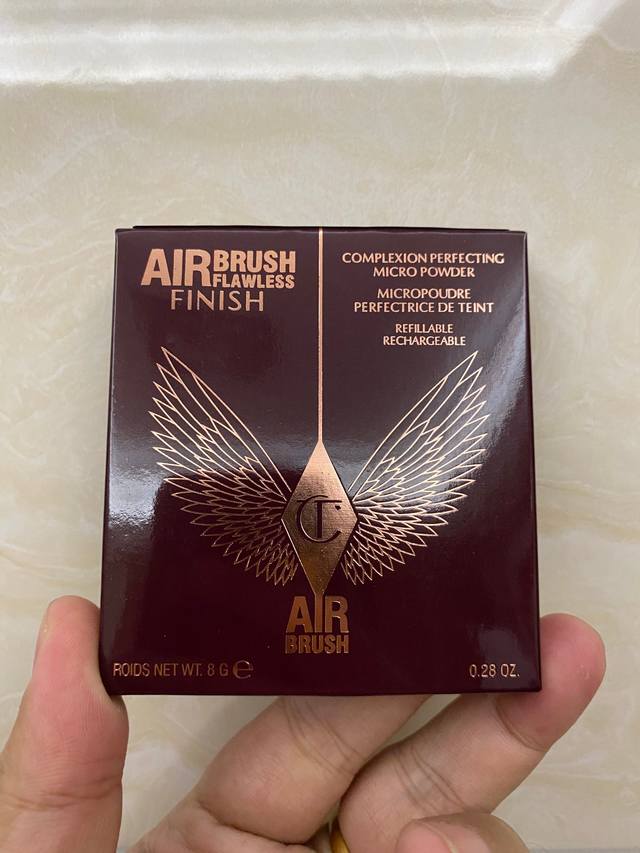 AIRBRUSH
FLAWLESS
FINISH
COMPLEXION PERFECTING
MICRO POWDER
MICROPOUDRE
PERFECTRICE DE TEINT
REFILLABLE
RECHARGEABLE
CT
AIR
BRUSH
ROIDS NET WT. 8 G e
0.28 OZ.